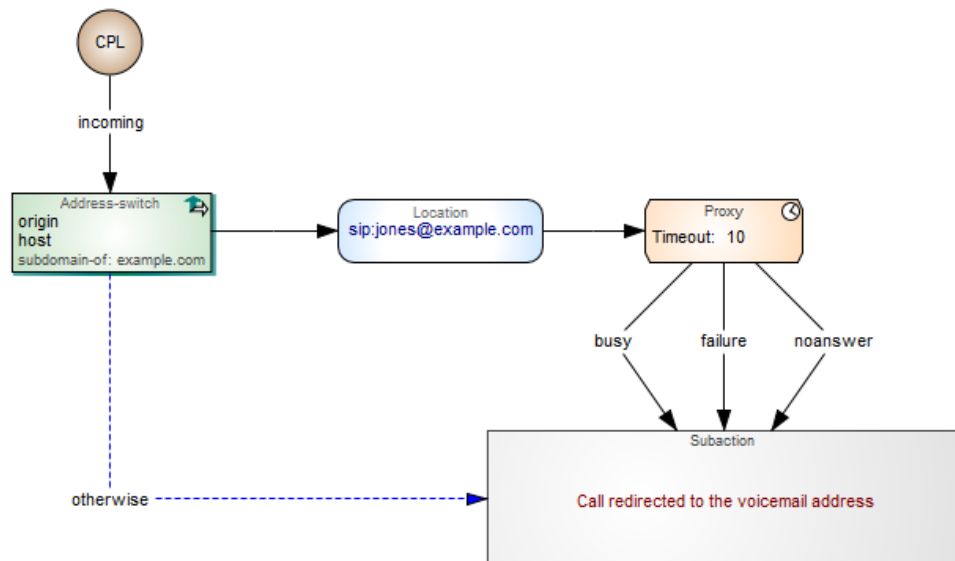 CPL
incoming
Address-switch
origin
host
subdomain-of: example.com
Location
sip:jones@example.com
Proxy
Timeout: 10
busy
failure
noanswer
Subaction
Call redirected to the voicemail address
otherwise